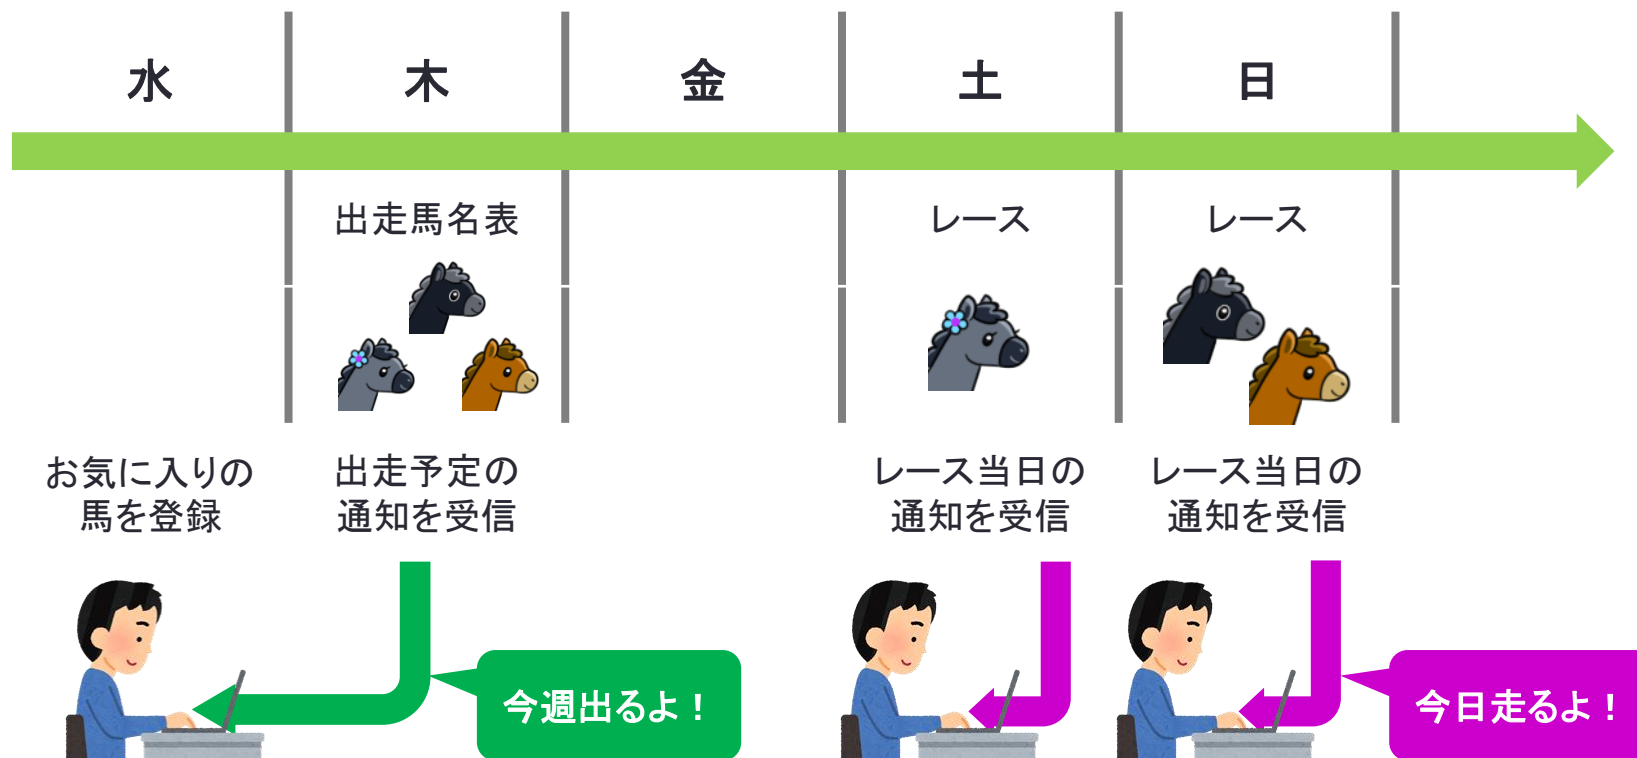 水
木
金
土
日
出走馬名表
レース
レース
お気に入りの
馬を登録
出走予定の
通知を受信
レース当日の
通知を受信
レース当日の
通知を受信
今週出るよ！
今日走るよ！